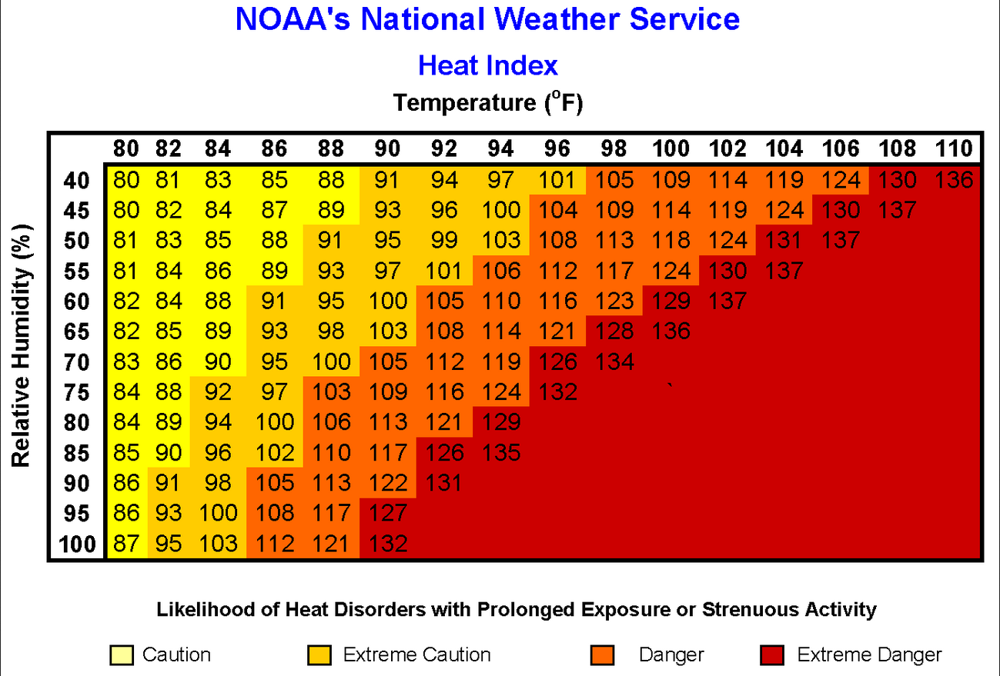 NOAA's National Weather Service
Heat Index
Temperature (°F)
80 82 84 86 88 90 92 94 96 98 100 102 104 106 108 110
Relative Humidity (%)
40 80 81 83 85 88 91 94 97 101 105 109 114 119 124 130 136
45 80 82 84 87 89 93 96 100 104 109 114 119 124 130 137
50 81 83 85 88 91 95 99 103 108 113 118 124 131 137
55 81 84 86 89 93 97 101 106 112 117 124 130 137
60 82 84 88 91 95 100 105 110 116 123 129 137
65 82 85 89 93 98 103 108 114 121 128 136
70 83 86 90 95 100 105 112 119 126 134
75 84 88 92 97 103 109 116 124 132 `
80 84 89 94 100 106 113 121 129
85 85 90 96 102 110 117 126 135
90 86 91 98 105 113 122 131
95 86 93 100 108 117 127
100 87 95 103 112 121 132
Likelihood of Heat Disorders with Prolonged Exposure or Strenuous Activity
Caution Extreme Caution Danger Extreme Danger